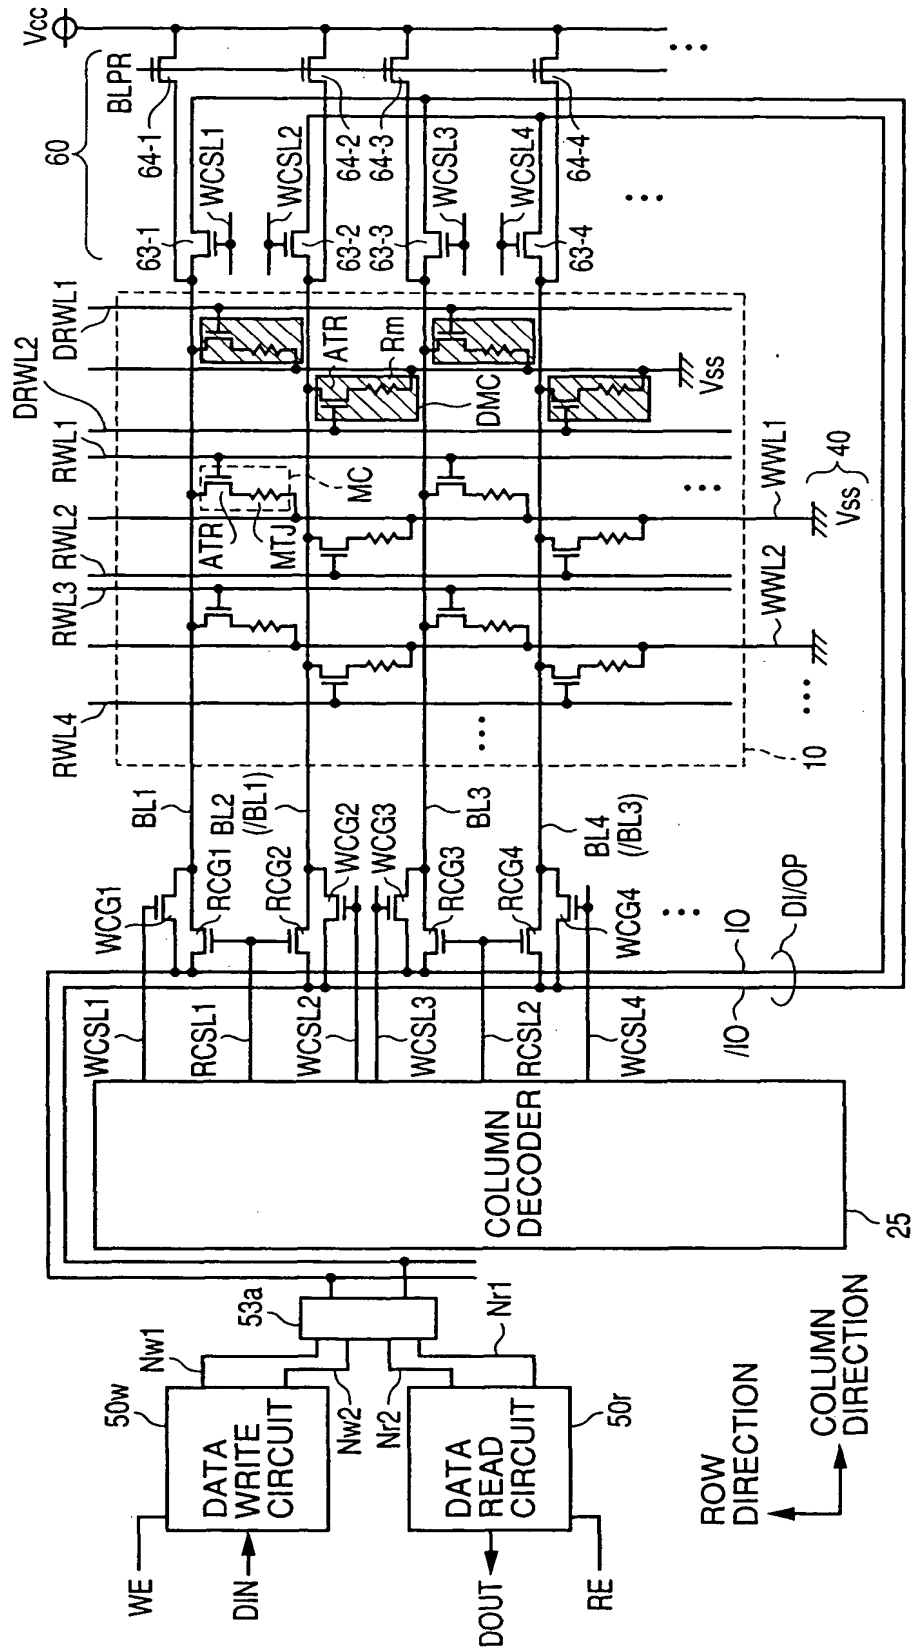 Vcc
60
BLPR
64-1
64-2
64-3
64-4
WCSL1
WCSL2
WCSL3
WCSL4
63-1
63-2
63-3
63-4
DRWL1
DRWL2
ATR
Rm
DMC
Vss
RWL1
RWL2
RWL3
RWL4
ATR
MTJ
MC
WWL1
WWL2
40
Vss
10
BL1
BL2
(/BL1)
BL3
BL4
(/BL3)
WCG1
RCG1
RCG2
WCG2
WCG3
RCG3
RCG4
WCG4
WCSL1
RCSL1
WCSL2
WCSL3
RCSL2
WCSL4
/IO
IO
DI/OP
COLUMN
DECODER
25
53a
Nw1
Nw2
Nr2
Nr1
50w
DATA
WRITE
CIRCUIT
DATA
READ
CIRCUIT
50r
WE
DIN
DOUT
RE
ROW
DIRECTION
COLUMN
DIRECTION